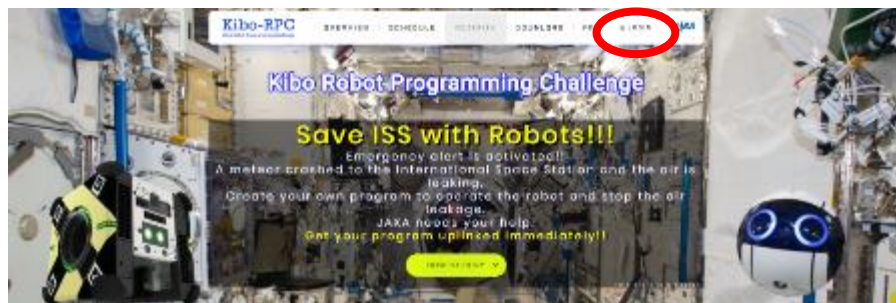 Kibo-RPC
OVERVIEW SCHEDULE DOWNLOAD
Kibo Robot Programming Challenge
Save ISS with Robots!!!
Emergency alert is activated!!
A meteor crashed to the International Space Station and the air is
leaking.
Create your own program to operate the robot and stop the air
leakage.
JAXA needs your help.
Get your program uplinked immediately!!